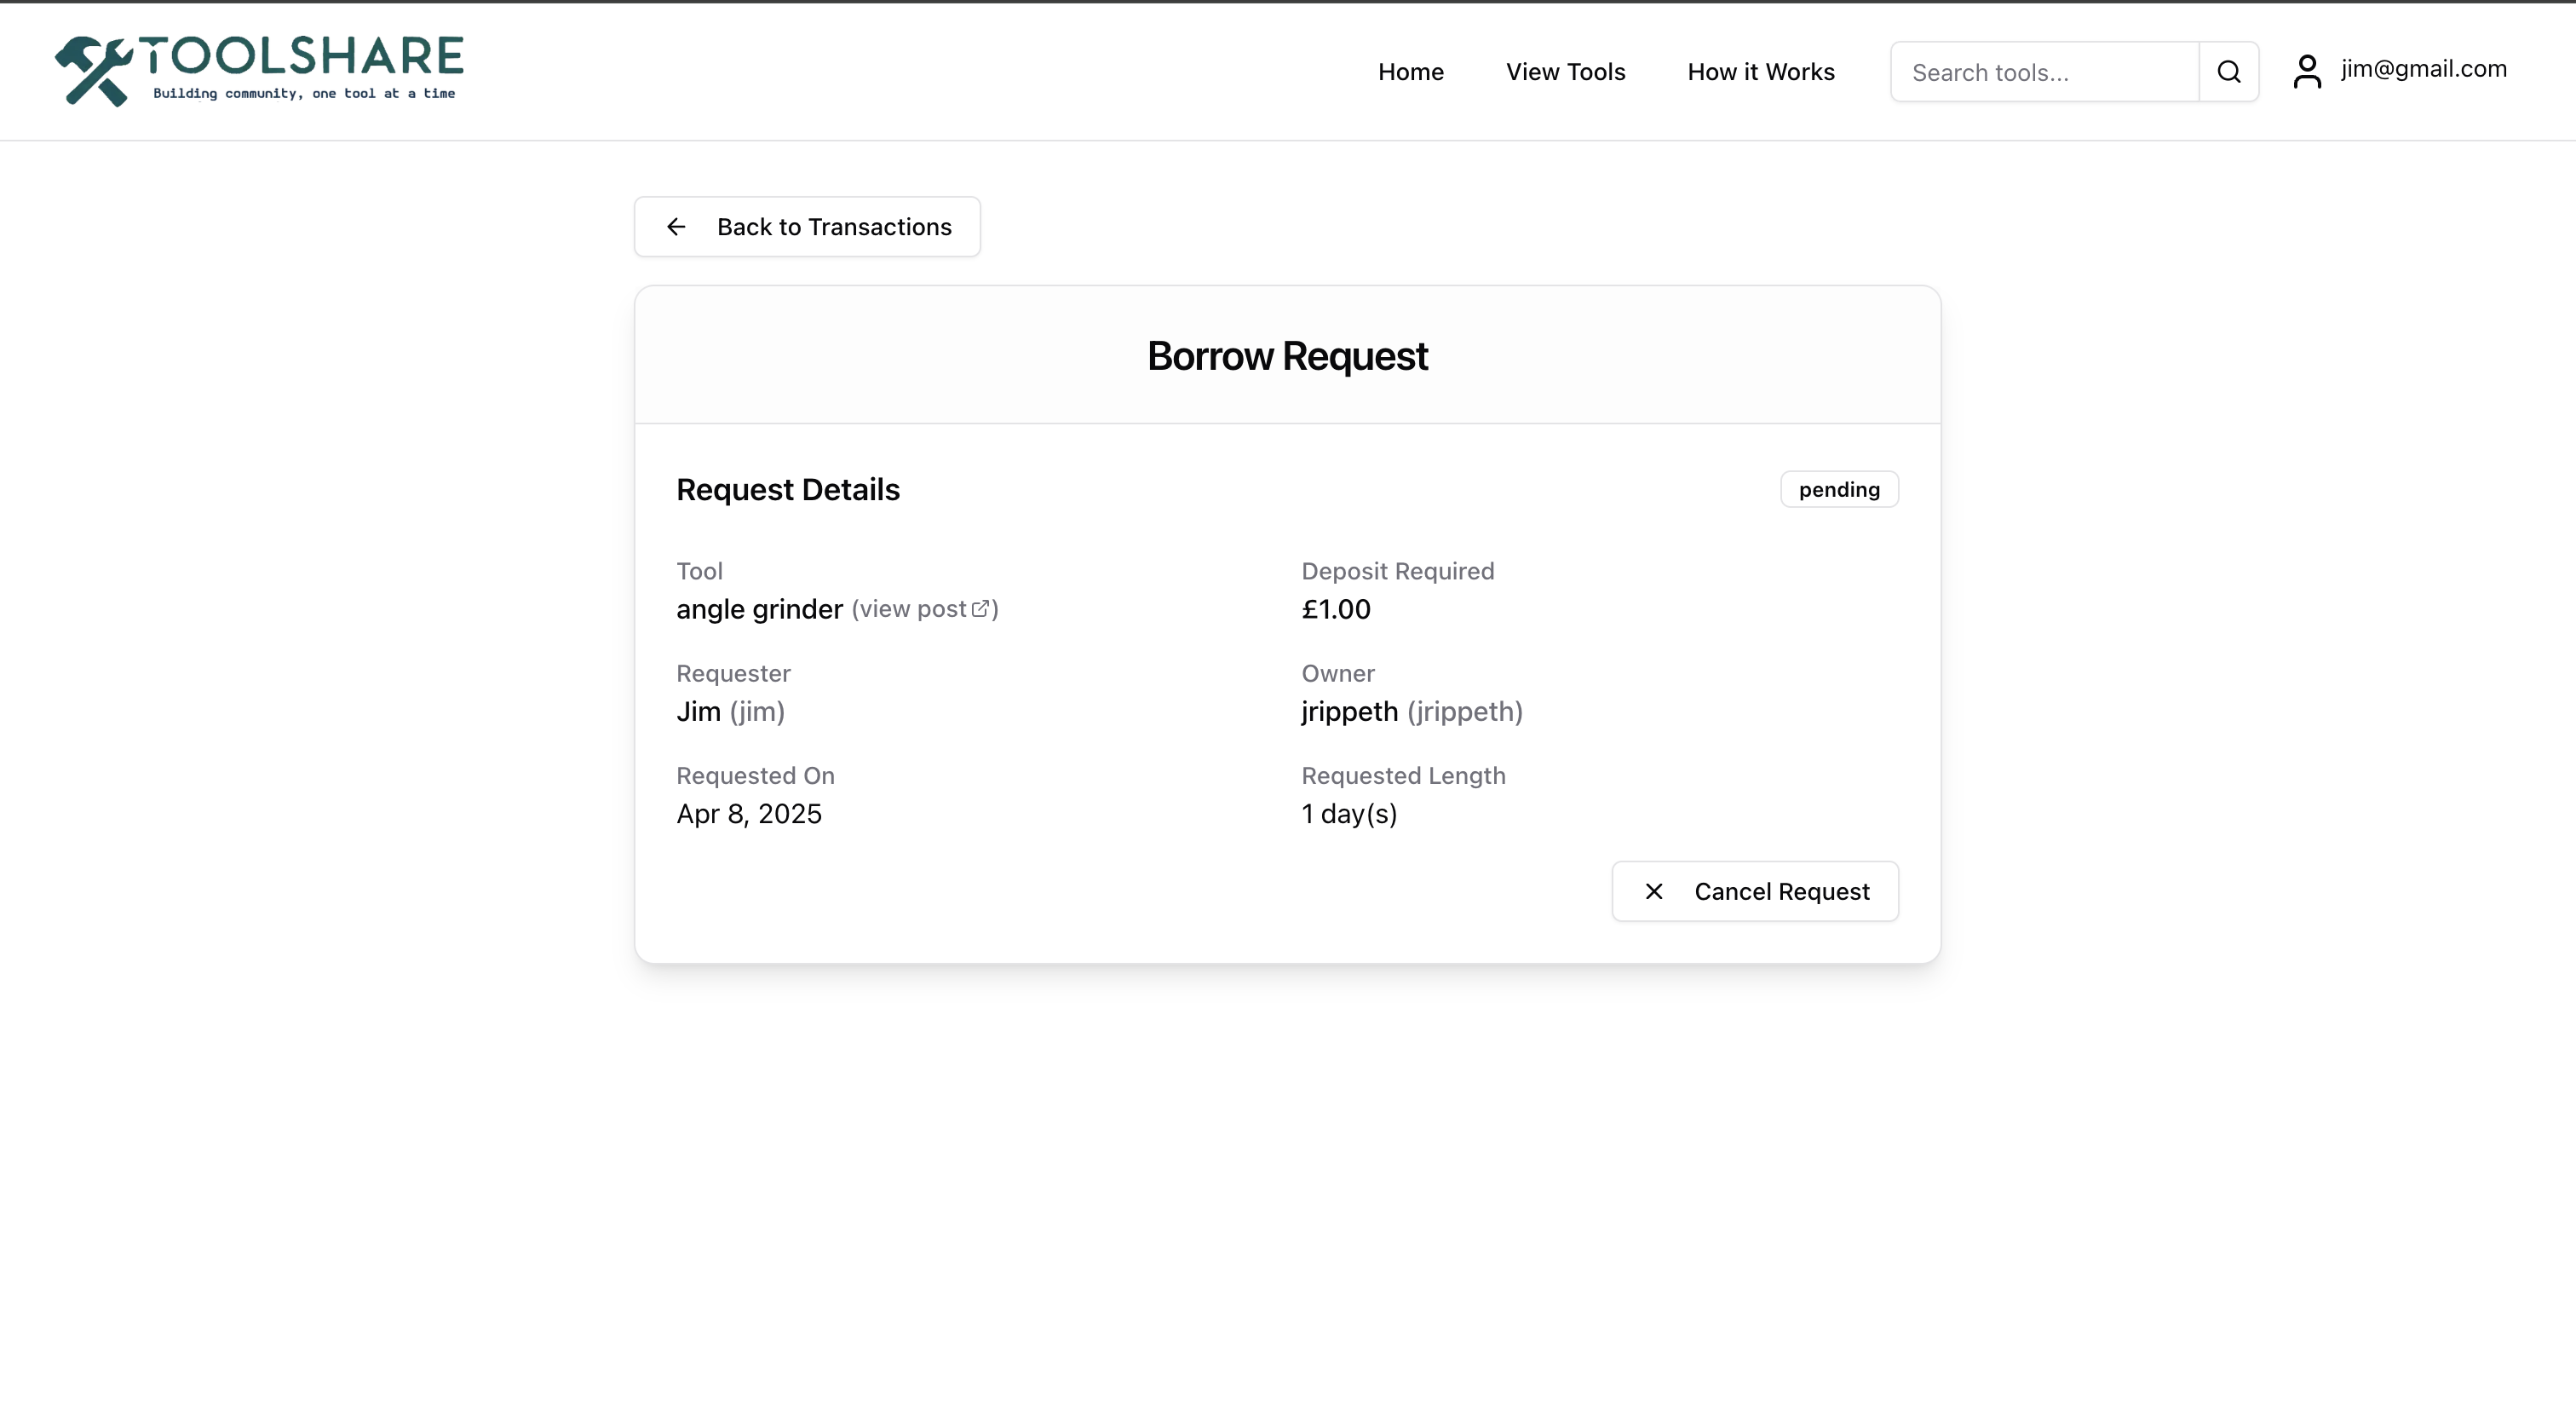 TOOLSHARE
Building community, one tool at a time
Home
View Tools
How it Works
Search tools...
jim@gmail.com
Back to Transactions
Borrow Request
Request Details
pending
Tool
angle grinder (view post)
Deposit Required
£1.00
Requester
Jim (jim)
Owner
jrippeth (jrippeth)
Requested On
Apr 8, 2025
Requested Length
1 day(s)
Cancel Request